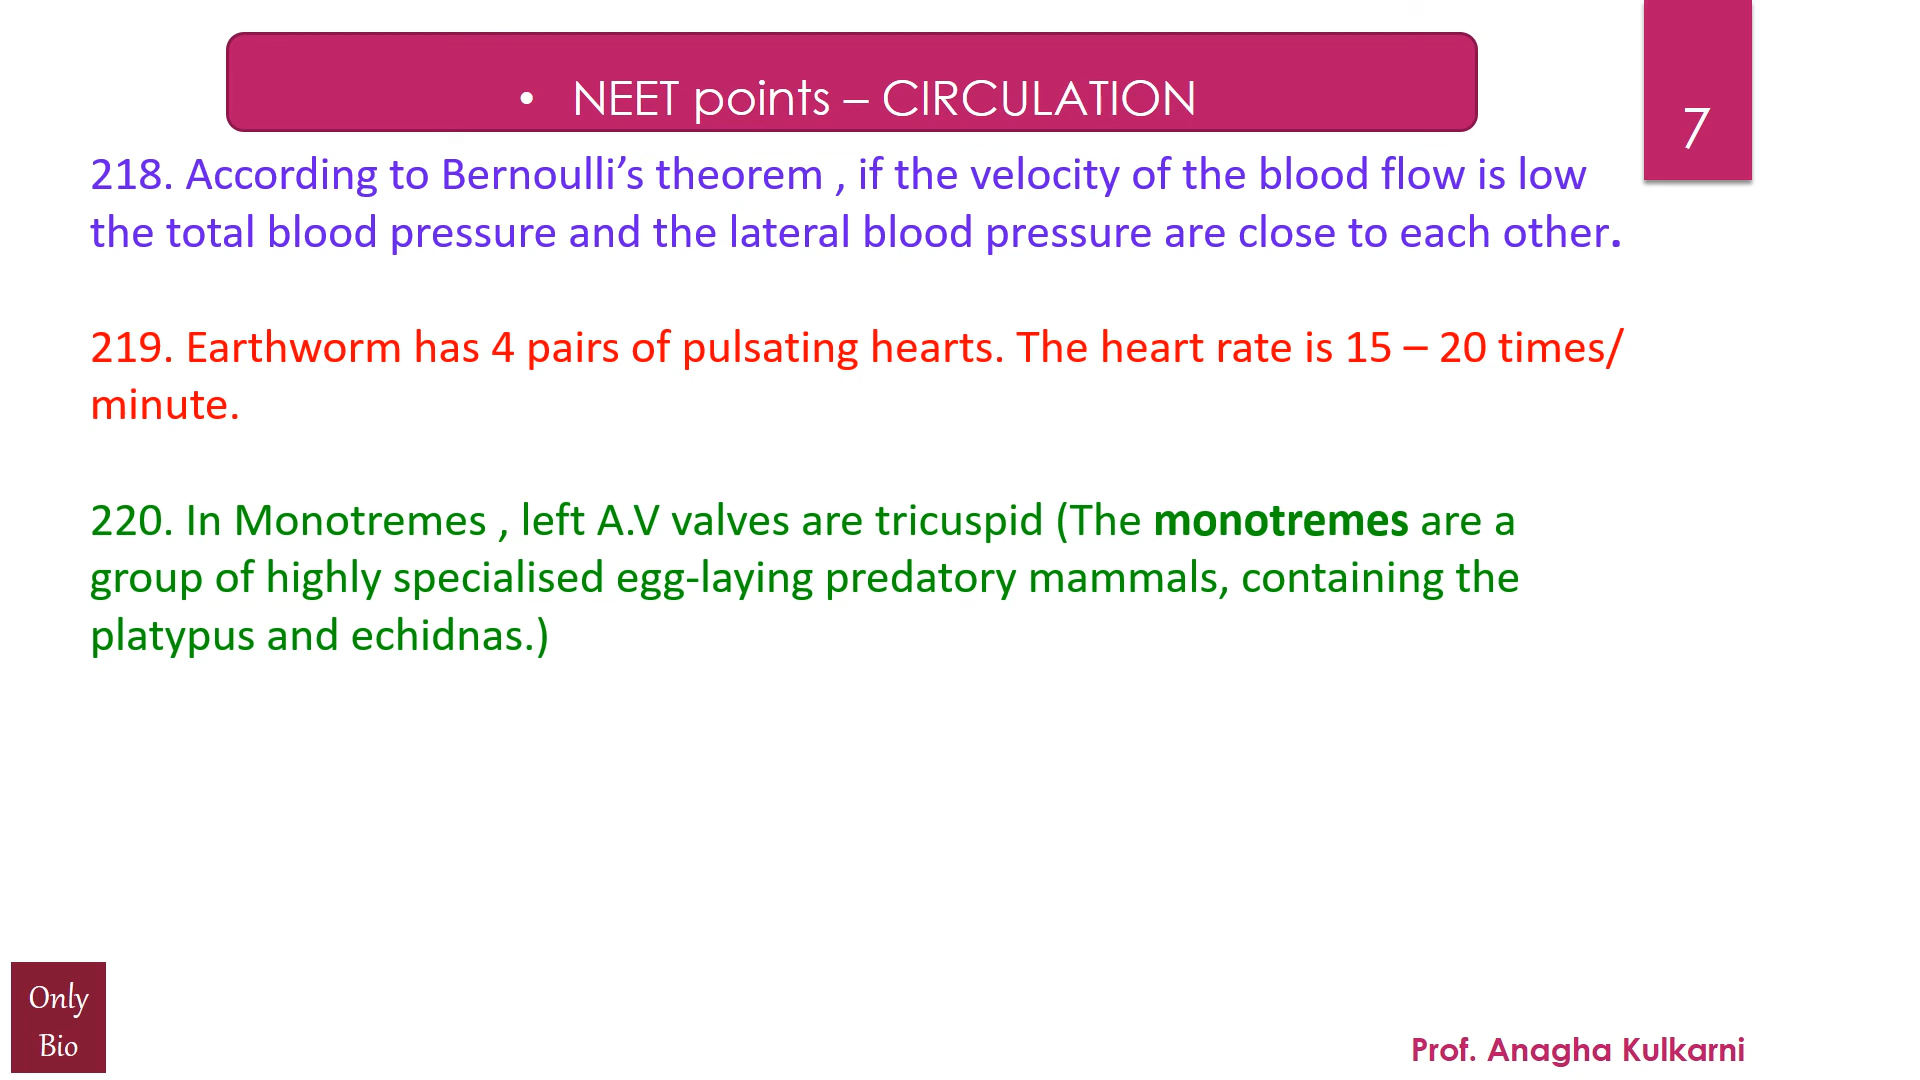 • NEET points – CIRCULATION
7
218. According to Bernoulli’s theorem , if the velocity of the blood flow is low
the total blood pressure and the lateral blood pressure are close to each other.
219. Earthworm has 4 pairs of pulsating hearts. The heart rate is 15 – 20 times/
minute.
220. In Monotremes , left A.V valves are tricuspid (The monotremes are a
group of highly specialised egg-laying predatory mammals, containing the
platypus and echidnas.)
Only
Bio
Prof. Anagha Kulkarni